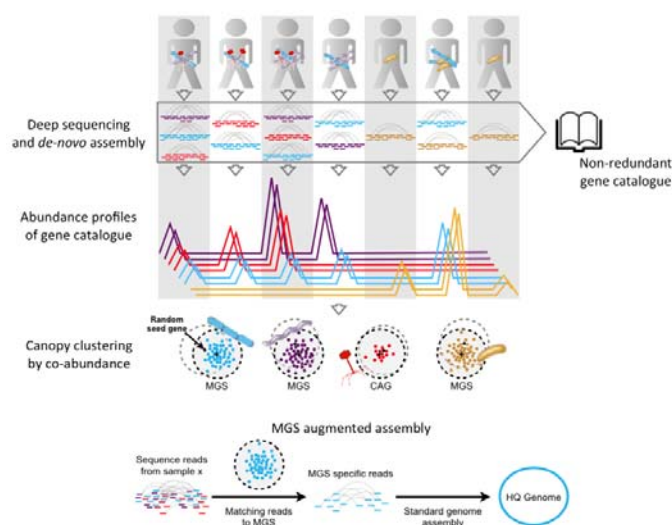 Deep sequencing
and de-novo assembly
Non-redundant
gene catalogue
Abundance profiles
of gene catalogue
Random
seed gene
Canopy clustering
by co-abundance
MGS
MGS
CAG
MGS
MGS augmented assembly
Sequence reads
from sample x
MGS specific reads
HQ Genome
Matching reads
to MGS
Standard genome
assembly